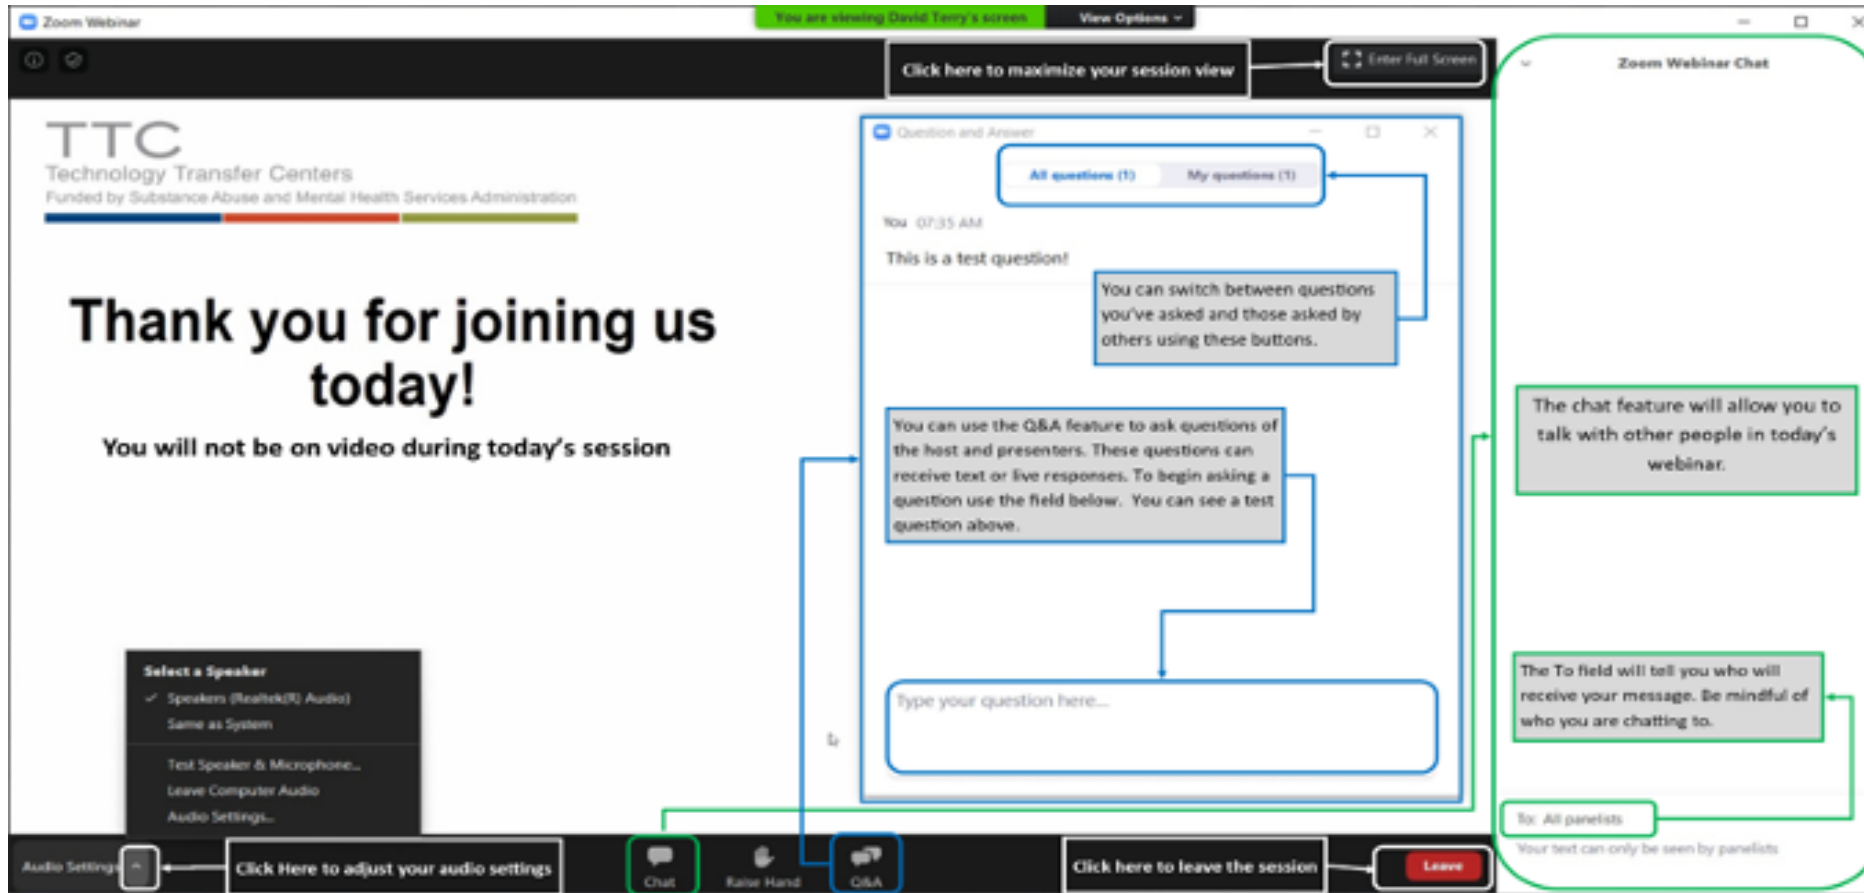 Zoom Webinar
You are viewing David Terry's screen
View Options
Click here to maximize your session view
Enter Full Screen
Zoom Webinar Chat
TTC
Technology Transfer Centers
Funded by Substance Abuse and Mental Health Services Administration
Thank you for joining us
today!
You will not be on video during today's session
Question and Answer
All questions (1)
My questions (1)
You 07:35 AM
This is a test question!
You can switch between questions
you've asked and those asked by
others using these buttons.
You can use the Q&A feature to ask questions of
the host and presenters. These questions can
receive text or live responses. To begin asking a
question use the field below. You can see a test
question above.
Type your question here...
The chat feature will allow you to
talk with other people in today's
webinar.
The To field will tell you who will
receive your message. Be mindful of
who you are chatting to.
To: All panelists
Your text can only be seen by panelists
Select a Speaker
Speakers (Realtek(R) Audio)
Same as System
Test Speaker & Microphone...
Leave Computer Audio
Audio Settings...
Audio Settings
Click Here to adjust your audio settings
Chat
Raise Hand
Q&A
Click here to leave the session
Leave